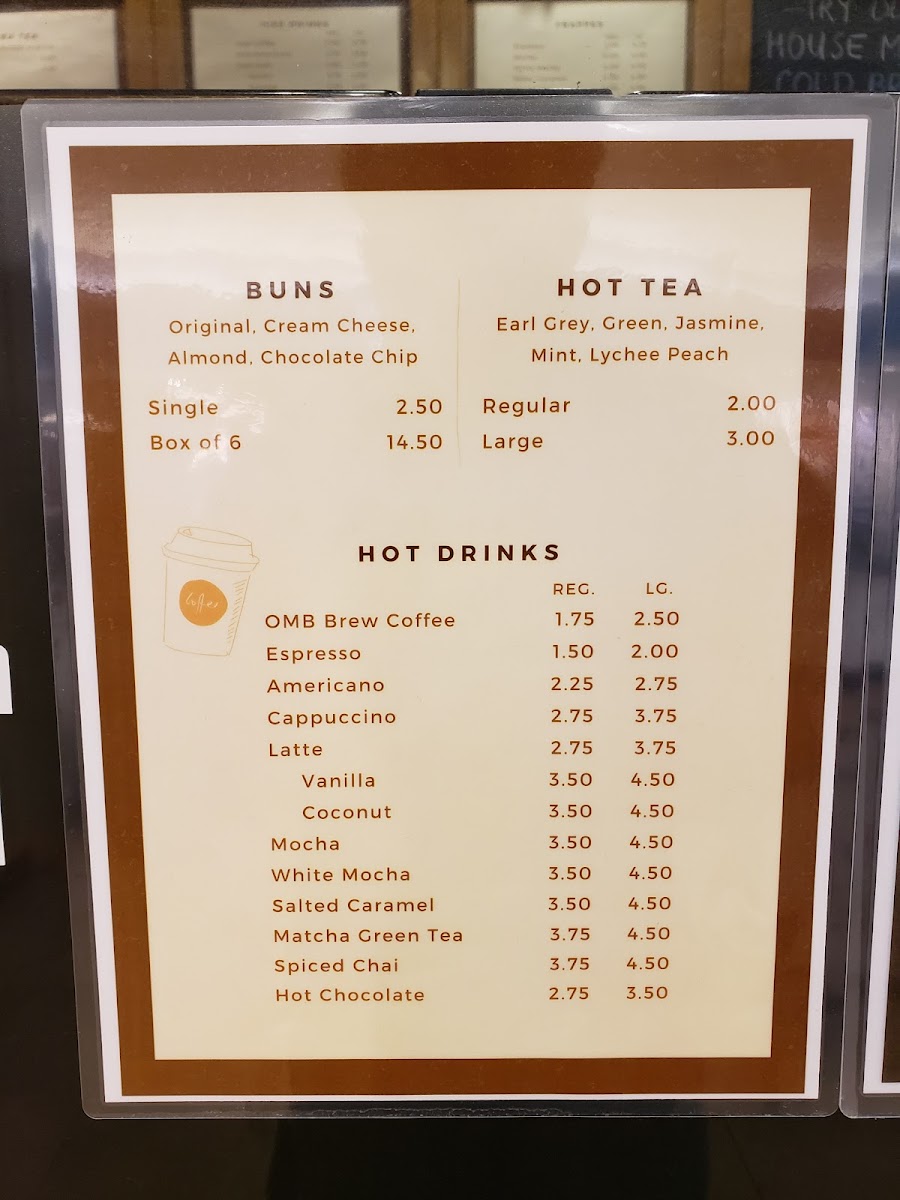 TRY
HOUSE
COLD
BUNS
Original, Cream Cheese,
Almond, Chocolate Chip
Single 2.50
Box of 6 14.50
HOT TEA
Earl Grey, Green, Jasmine,
Mint, Lychee Peach
Regular 2.00
Large 3.00
Coffee
HOT DRINKS
REG. LG.
OMB Brew Coffee 1.75 2.50
Espresso 1.50 2.00
Americano 2.25 2.75
Cappuccino 2.75 3.75
Latte 2.75 3.75
Vanilla 3.50 4.50
Coconut 3.50 4.50
Mocha 3.50 4.50
White Mocha 3.50 4.50
Salted Caramel 3.50 4.50
Matcha Green Tea 3.75 4.50
Spiced Chai 3.75 4.50
Hot Chocolate 2.75 3.50